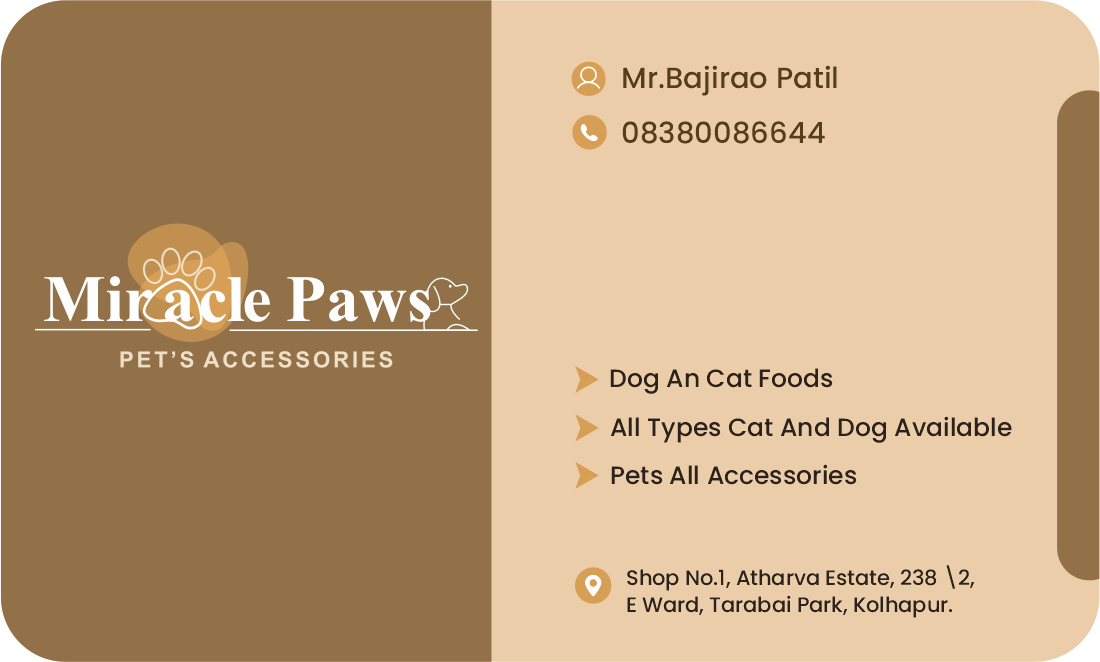 Miracle Paws
PET'S ACCESSORIES
Mr.Bajirao Patil
08380086644
Dog An Cat Foods
All Types Cat And Dog Available
Pets All Accessories
Shop No.1, Atharva Estate, 238 \2,
E Ward, Tarabai Park, Kolhapur.